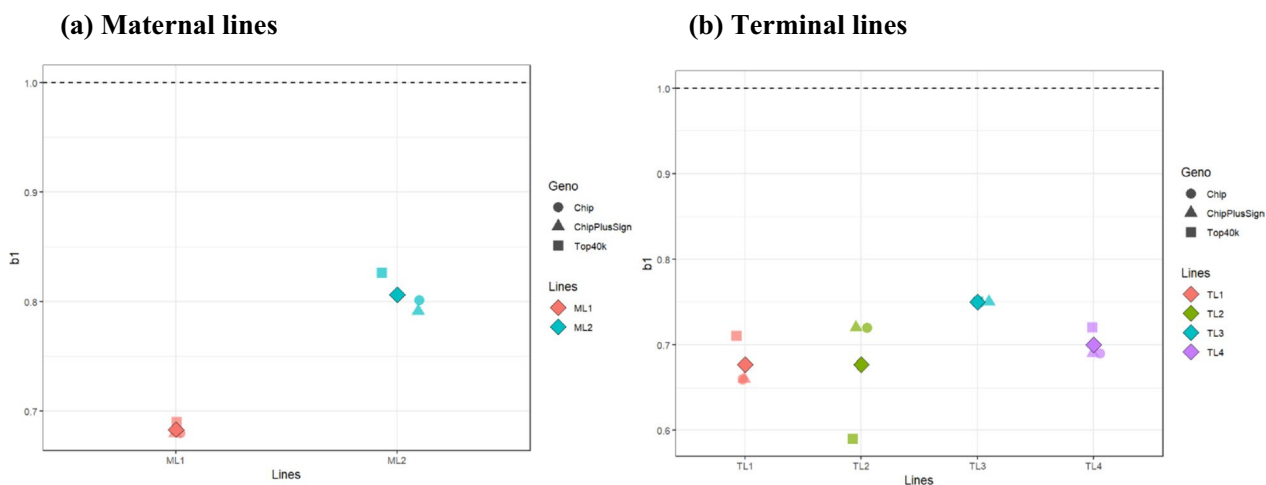 (a) Maternal lines
(b) Terminal lines
b1
1.0
0.9
0.8
0.7
ML1
ML2
Lines
Geno
Chip
ChipPlusSign
Top40k
Lines
ML1
ML2
b1
1.0
0.9
0.8
0.7
0.6
TL1
TL2
TL3
TL4
Lines
Geno
Chip
ChipPlusSign
Top40k
Lines
TL1
TL2
TL3
TL4